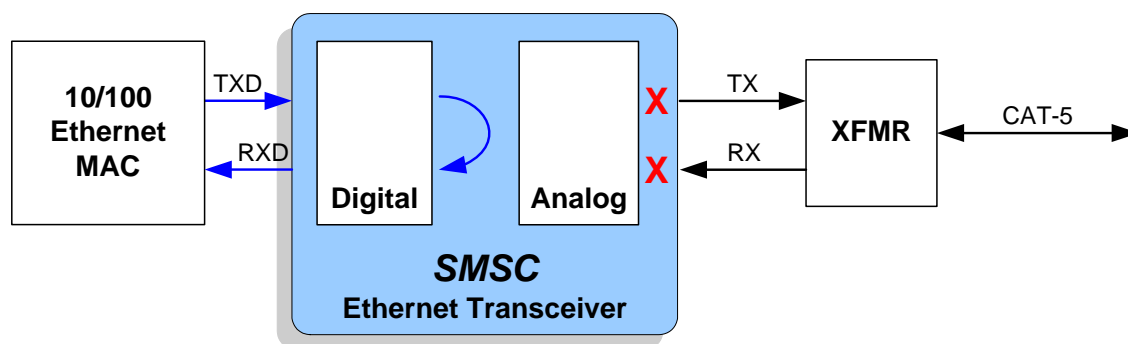 10/100
Ethernet
MAC
TXD
RXD
Digital
Analog
X
X
SMSC
Ethernet Transceiver
TX
RX
XFMR
CAT-5